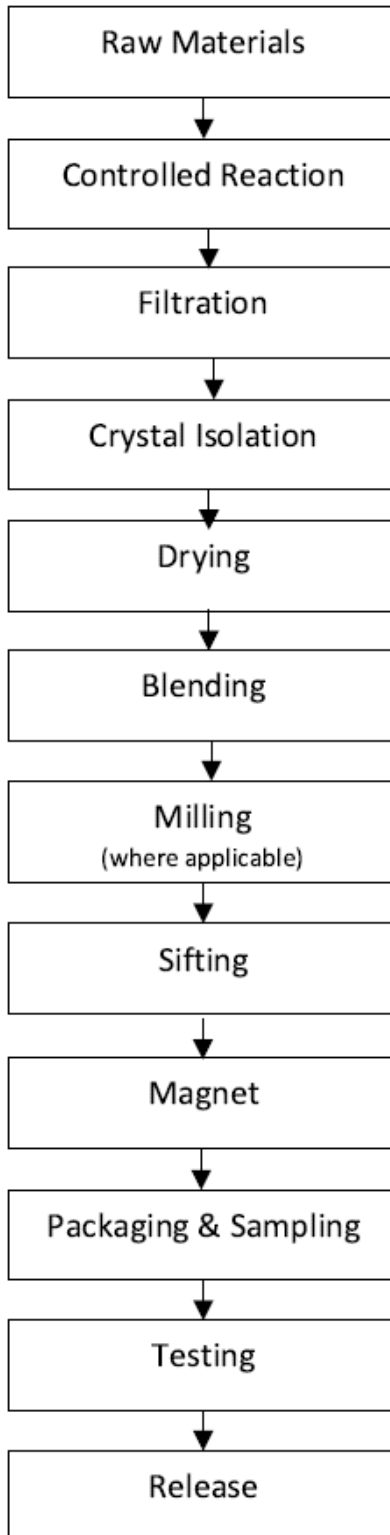 Raw Materials
Controlled Reaction
Filtration
Crystal Isolation
Drying
Blending
Milling
(where applicable)
Sifting
Magnet
Packaging & Sampling
Testing
Release